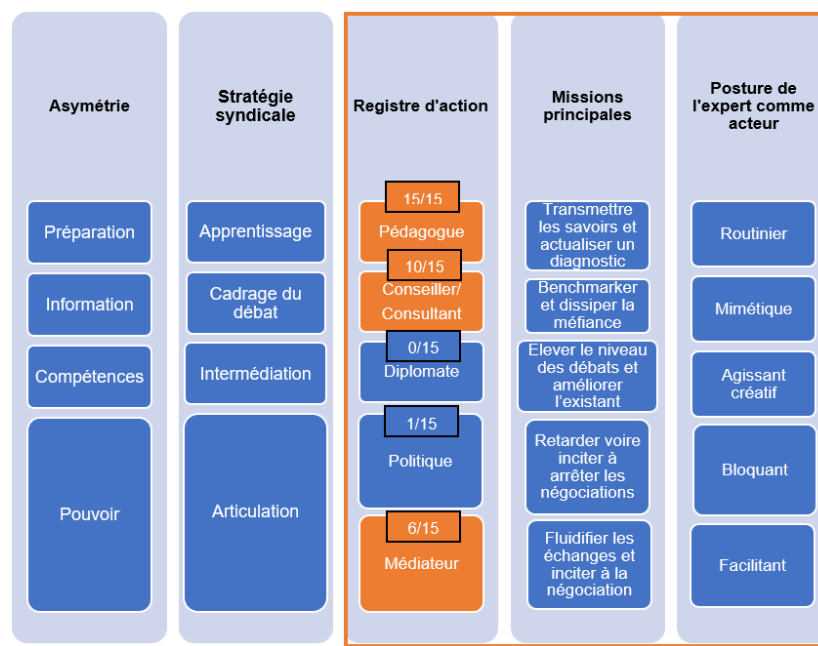 Asymétrie
Préparation
Information
Compétences
Pouvoir
Stratégie
syndicale
Apprentissage
Cadrage du
débat
Intermédiation
Articulation
Registre d'action
15/15
Pédagogue
10/15
Conseiller/
Consultant
0/15
Diplomate
1/15
Politique
6/15
Médiateur
Missions
principales
Transmettre
les savoirs et
actualiser un
diagnostic
Benchmarker
et dissiper la
méfiance
Elever le niveau
des débats et
améliorer
l'existant
Retarder voire
inciter à
arrêter les
négociations
Fluidifier les
échanges et
inciter à la
négociation
Posture de
l'expert comme
acteur
Routinier
Mimétique
Agissant
créatif
Bloquant
Facilitant